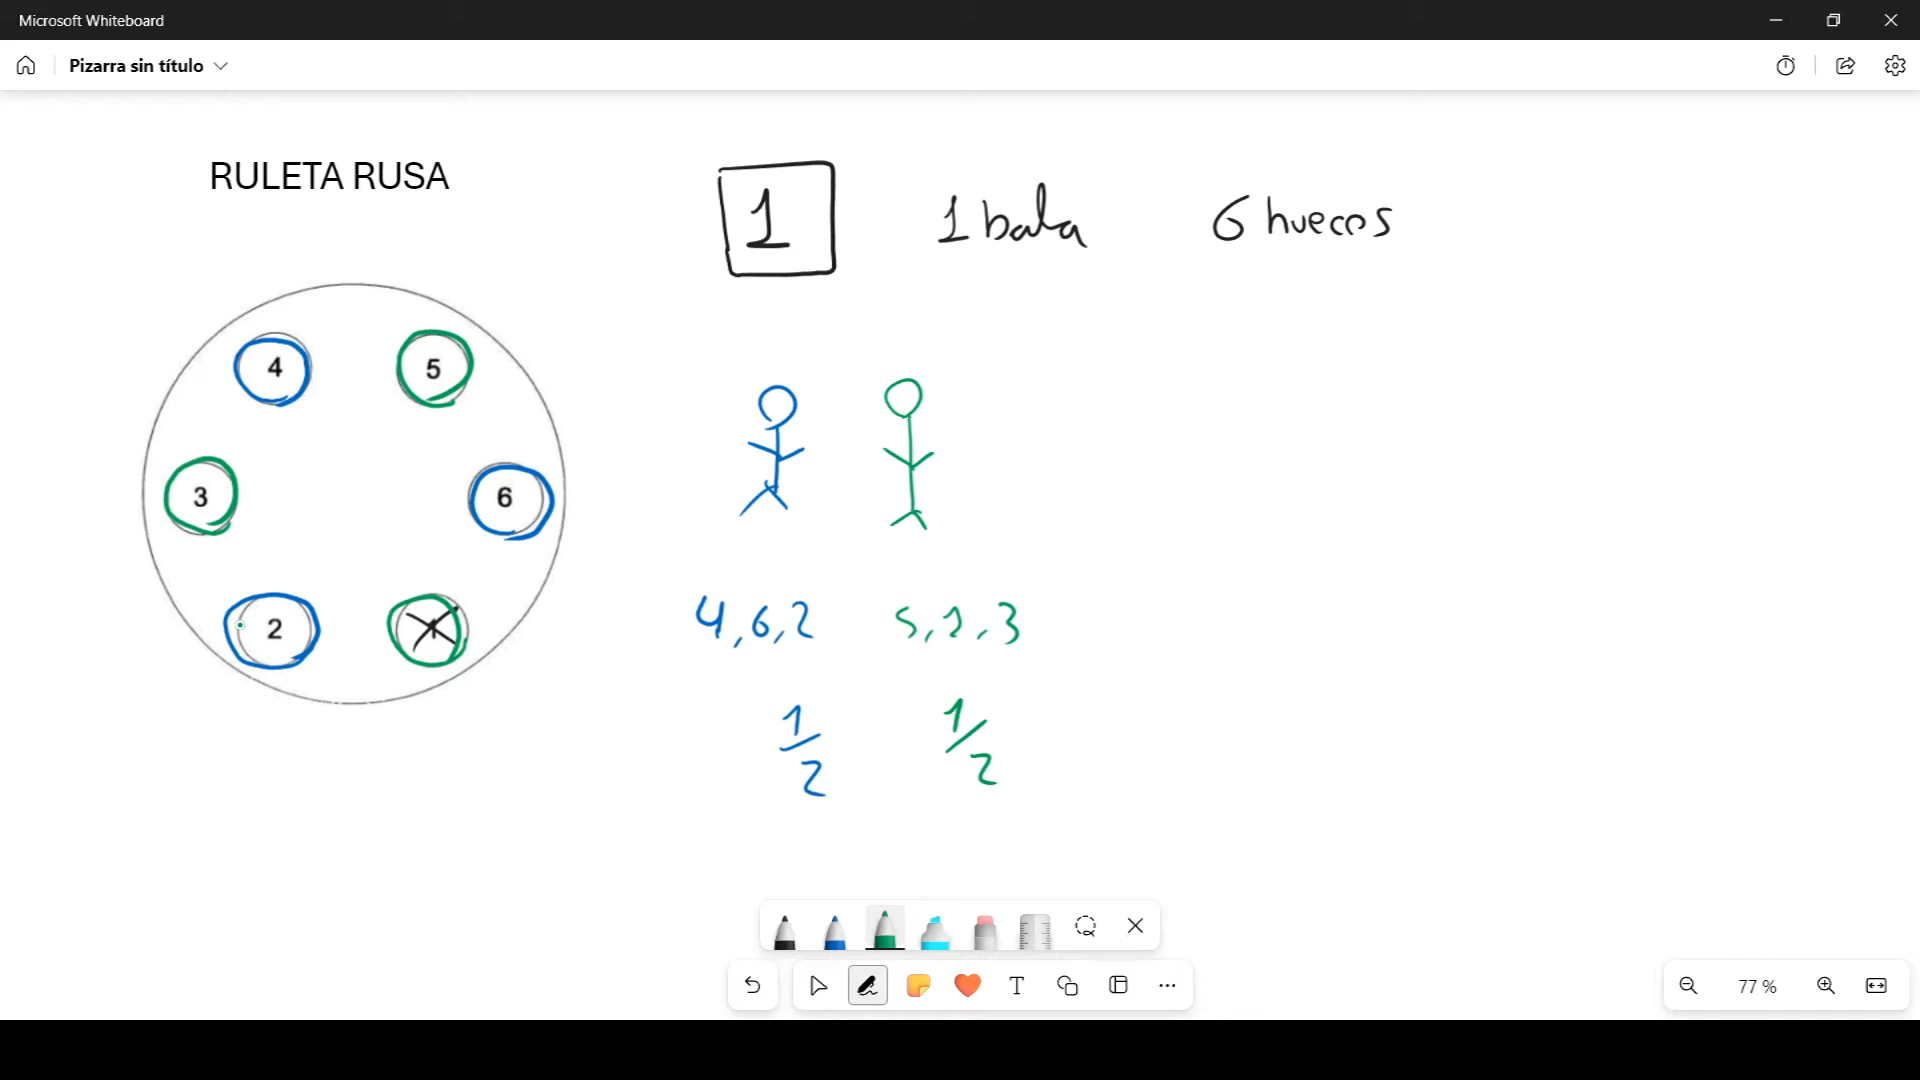 Microsoft Whiteboard
Pizarra sin título
RULETA RUSA
1 1 bala 6 huecos
4 5
3 6
2 1
4, 6, 2 5, 1, 3
1/2 1/2
77 %